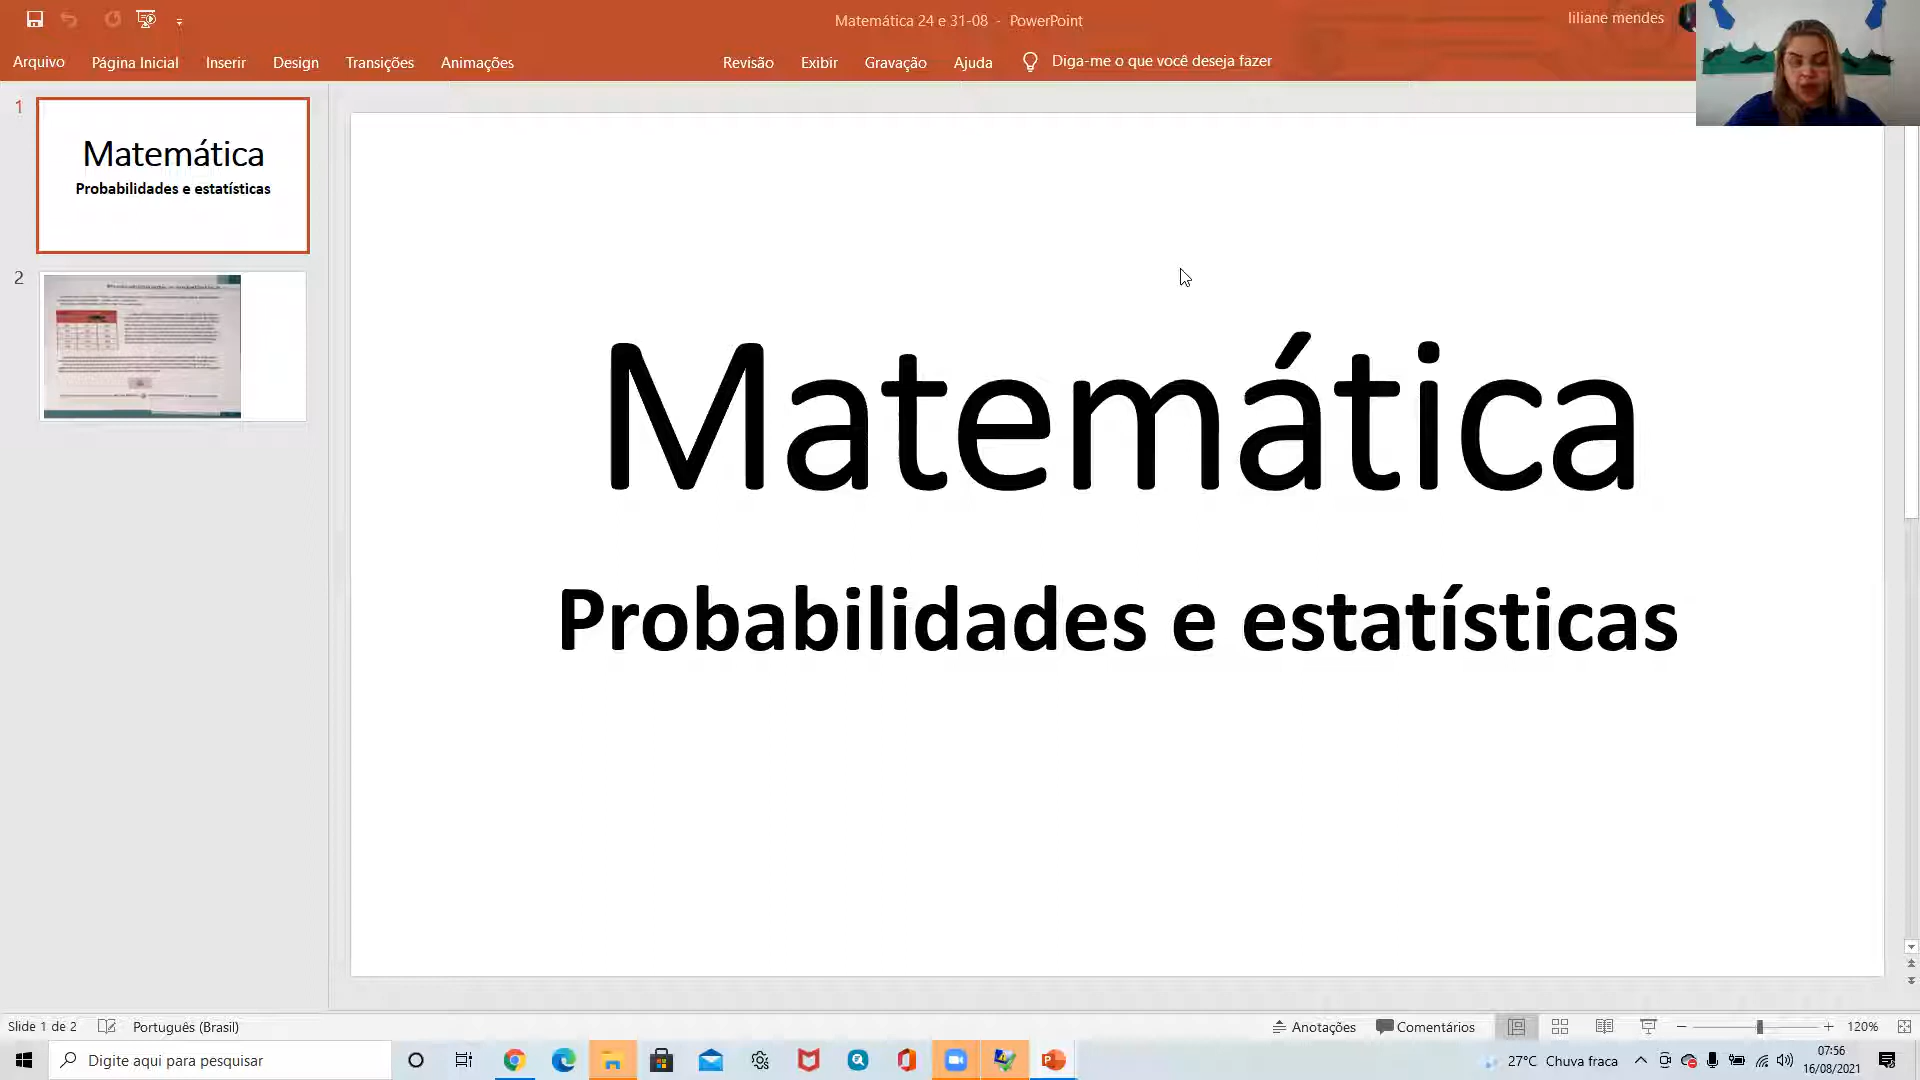 Matemática 24 e 31-08 - PowerPoint
liliane mendes
Arquivo Página Inicial Inserir Design Transições Animações Revisão Exibir Gravação Ajuda Diga-me o que você deseja fazer
1
Matemática
Probabilidades e estatísticas
2
Matemática
Probabilidades e estatísticas
Slide 1 de 2 Português (Brasil) Anotações Comentários 120%
Digite aqui para pesquisar 27°C Chuva fraca
07:56
16/08/2021